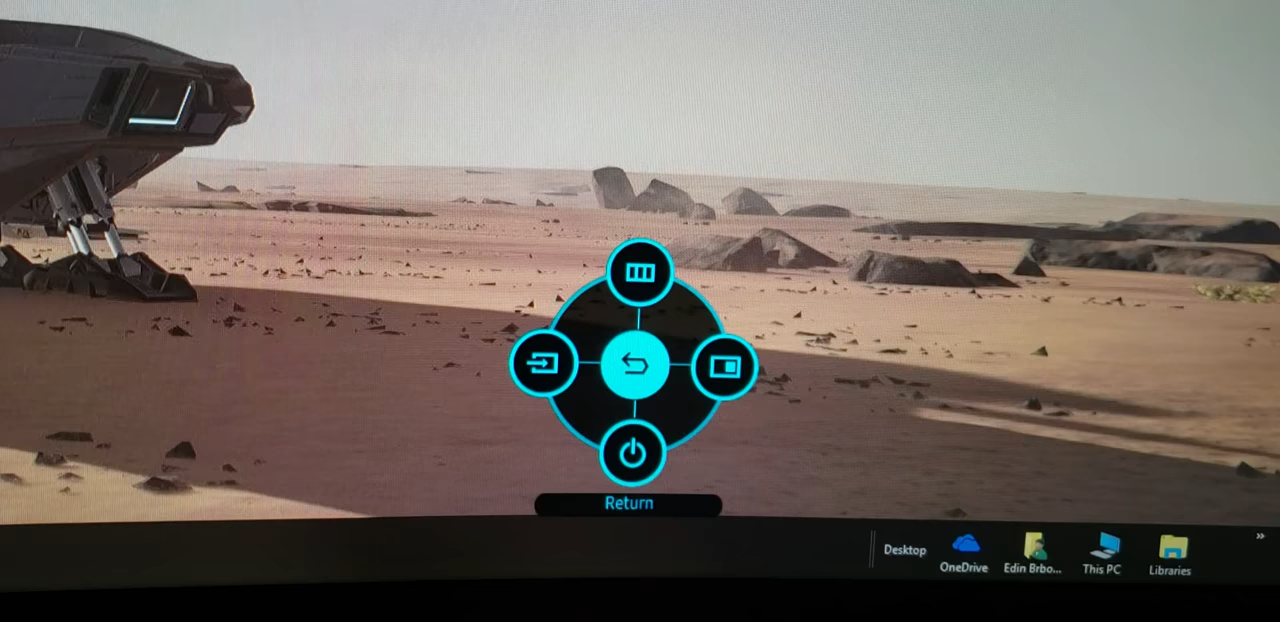 Return
Desktop
OneDrive
Edin Brbo...
This PC
Libraries